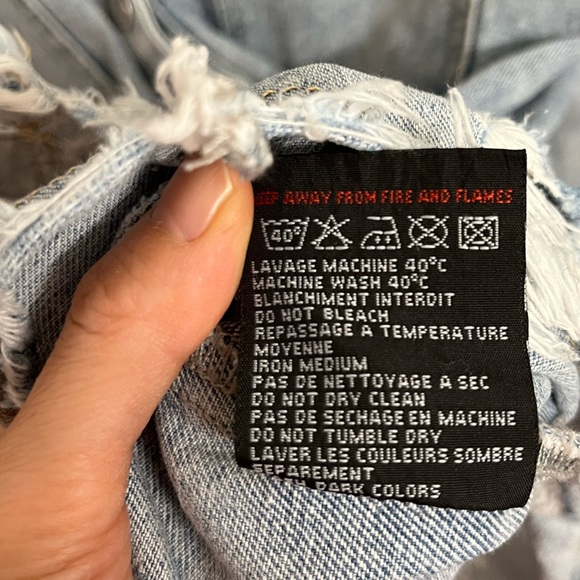 AWAY FROM FIRE AND FLAMES
40°
LAVAGE MACHINE 40°C
MACHINE WASH 40°C
BLANCHIMENT INTERDIT
DO NOT BLEACH
REPASSAGE A TEMPERATURE
MOYENNE
IRON MEDIUM
PAS DE NETTOYAGE A SEC
DO NOT DRY CLEAN
PAS DE SECHAGE EN MACHINE
DO NOT TUMBLE DRY
LAVER LES COULEURS SOMBRE
SEPAREMENT
DARK COLORS